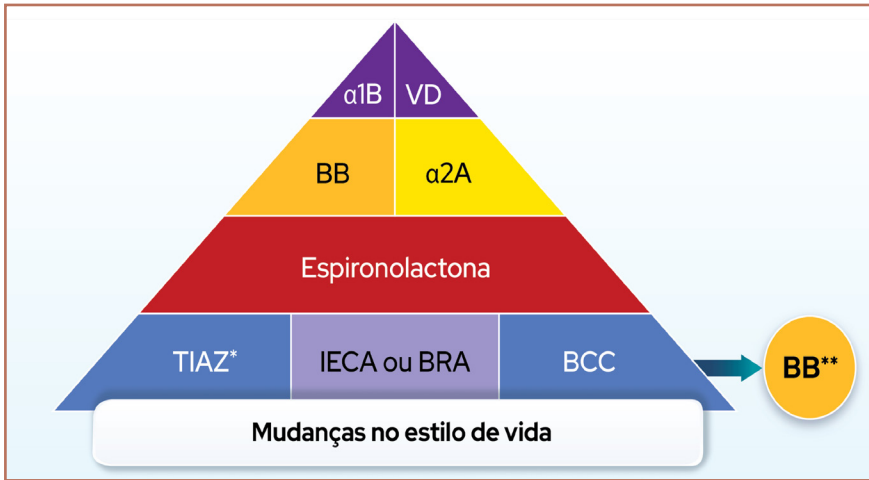 α1B VD
BB α2A
Espironolactona
TIAZ* IECA ou BRA BCC BB**
Mudanças no estilo de vida